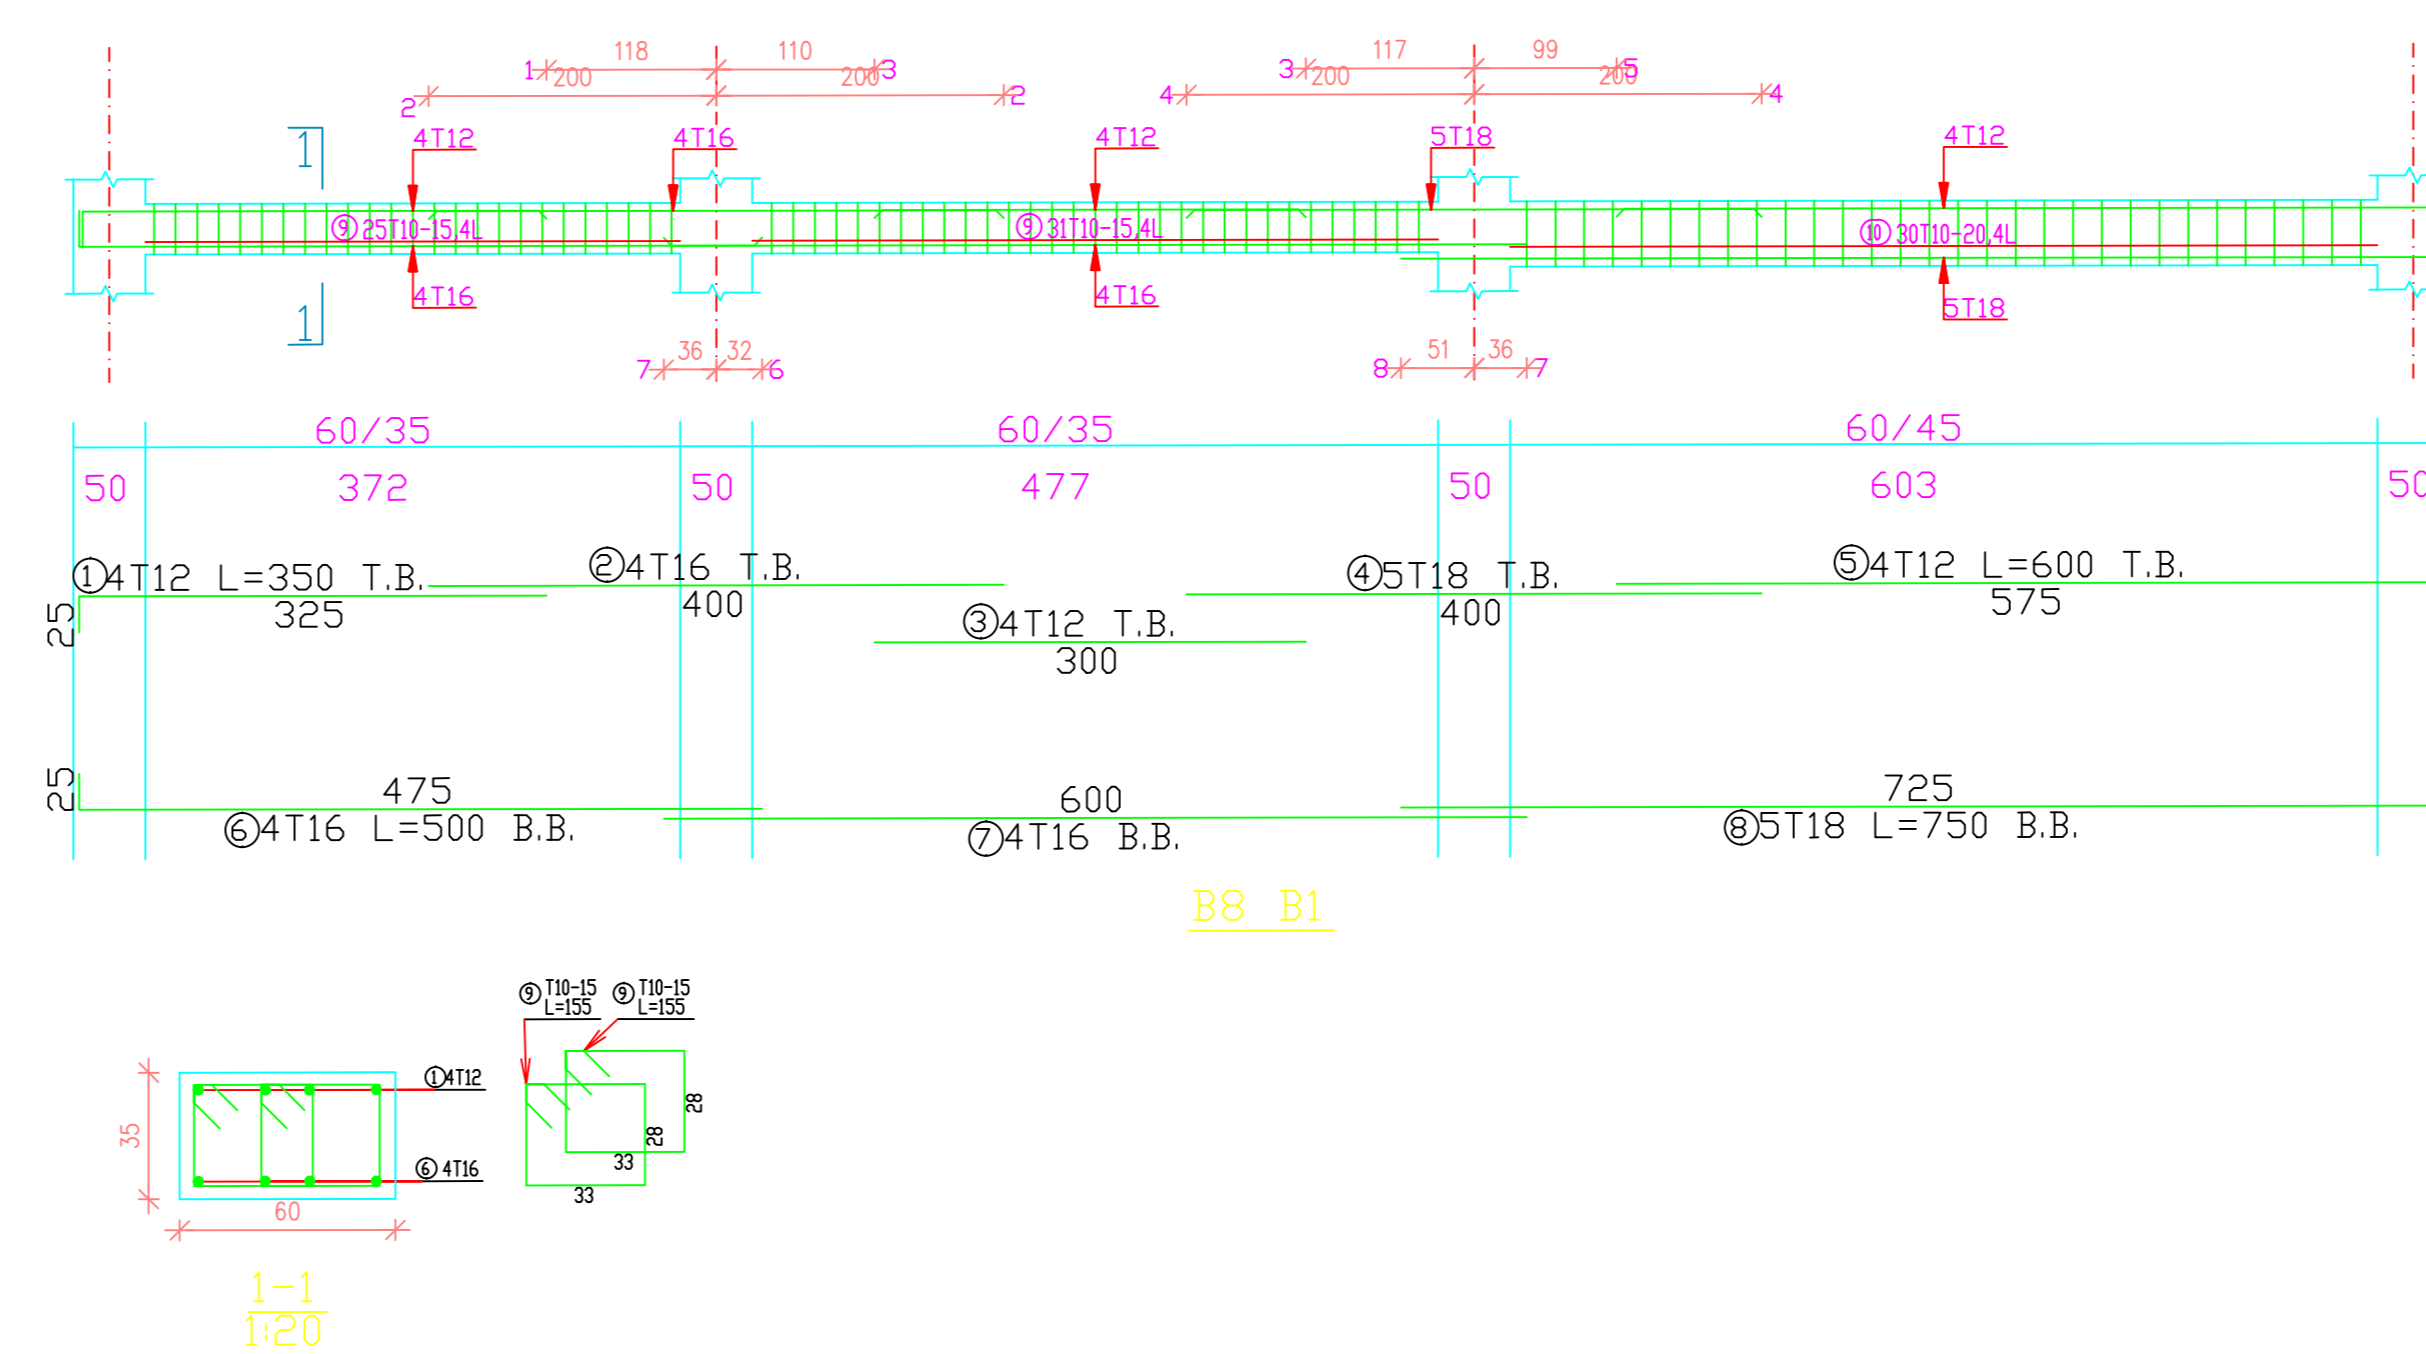 118 110 117 99
1 3 3 5
200 200 200 200
2 2 4 4
4T12 4T16 4T12 5T18 4T12
1
⑨ 25T10-15,4L ⑨ 31T10-15,4L ⑩ 30T10-20,4L
4T16 4T16 5T18
1
36 32 51 36
7 6 8 7
60/35 60/35 60/45
50 372 50 477 50 603 50
①4T12 L=350 T.B. ②4T16 T.B. ④5T18 T.B. ⑤4T12 L=600 T.B.
25 325 400 400 575
③4T12 T.B.
300
25 475 600 725
⑥4T16 L=500 B.B. ⑦4T16 B.B. ⑧5T18 L=750 B.B.
B8 B1
⑨ T10-15 ⑨ T10-15
L=155 L=155
①4T12
28
35 28
⑥ 4T16 33
33
60
1-1
1:20